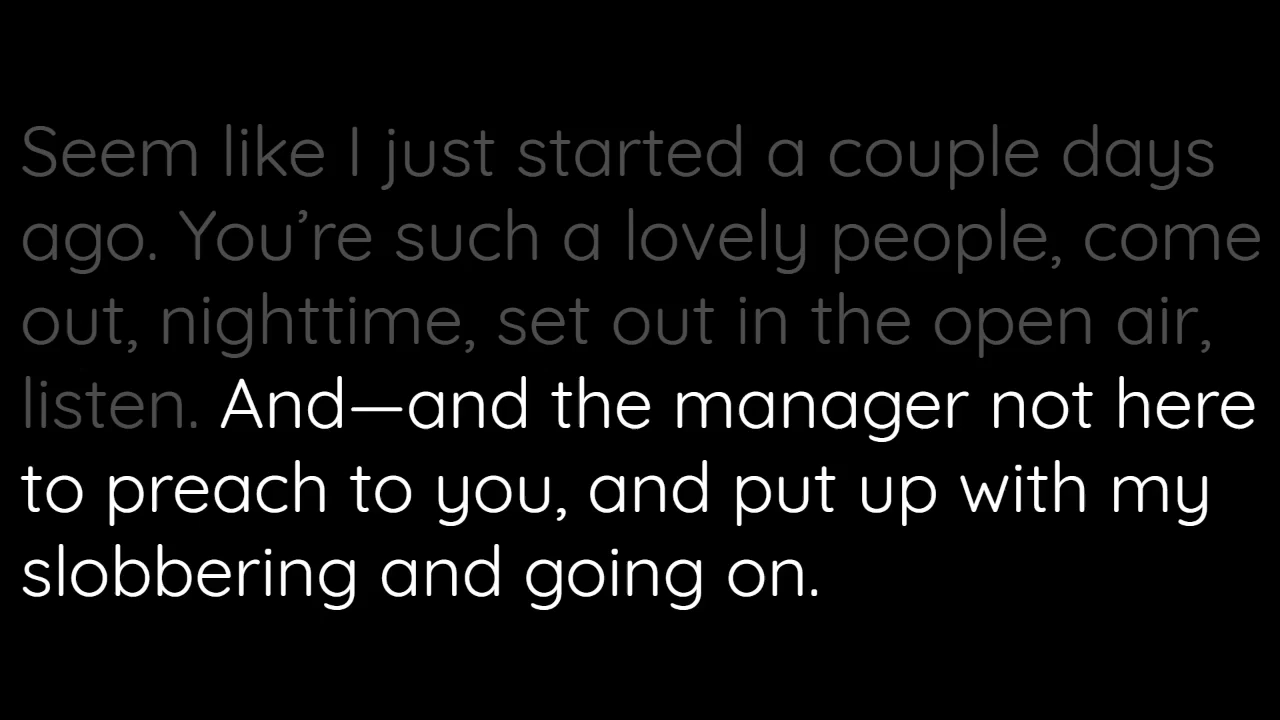 Seem like I just started a couple days
ago. You’re such a lovely people, come
out, nighttime, set out in the open air,
listen. And—and the manager not here
to preach to you, and put up with my
slobbering and going on.